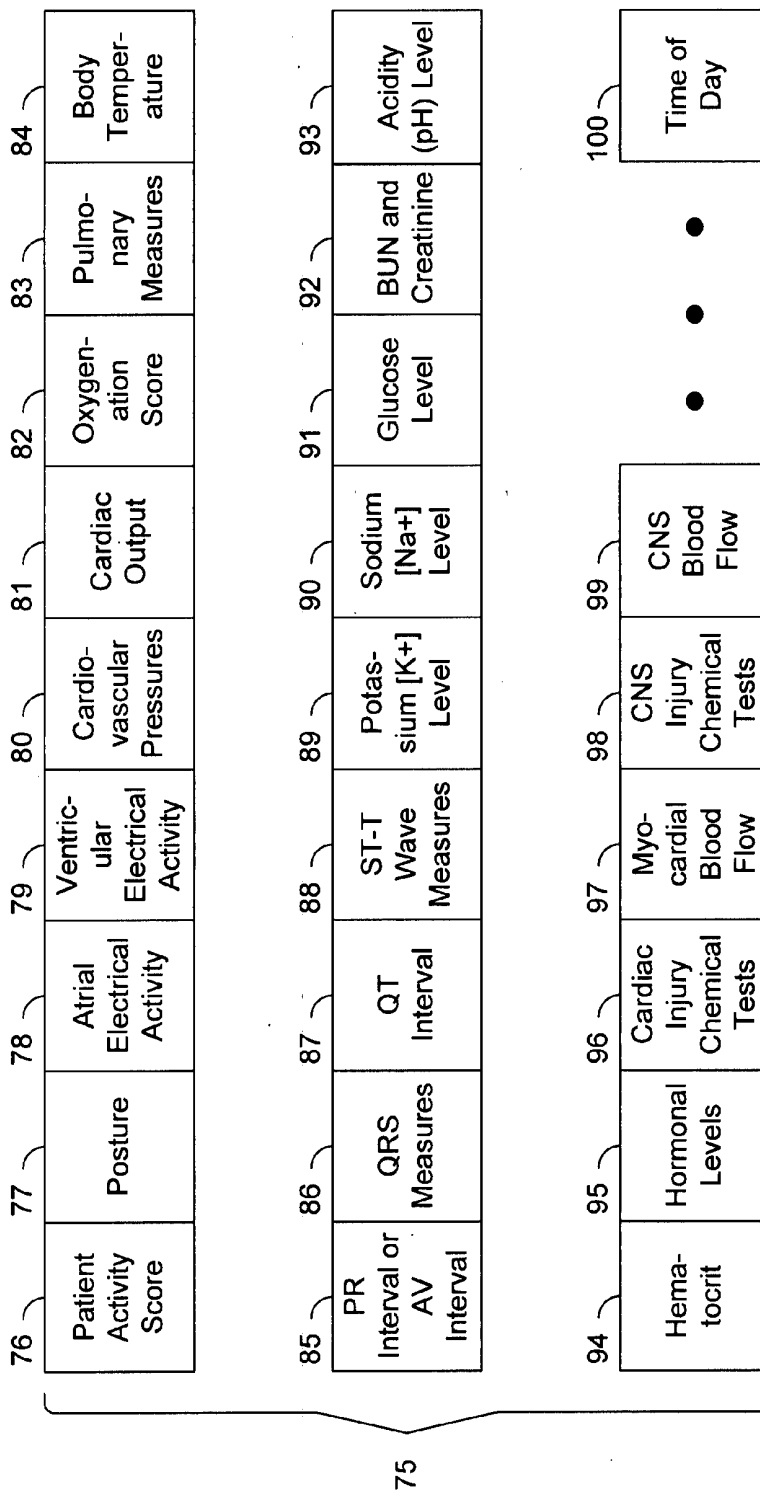 75
76
Patient
Activity
Score
77
Posture
78
Atrial
Electrical
Activity
79
Ventric-
ular
Electrical
Activity
80
Cardio-
vascular
Pressures
81
Cardiac
Output
82
Oxygen-
ation
Score
83
Pulmo-
nary
Measures
84
Body
Temper-
ature
85
PR
Interval or
AV
Interval
86
QRS
Measures
87
QT
Interval
88
ST-T
Wave
Measures
89
Potas-
sium [K+]
Level
90
Sodium
[Na+]
Level
91
Glucose
Level
92
BUN and
Creatinine
93
Acidity
(pH) Level
94
Hema-
tocrit
95
Hormonal
Levels
96
Cardiac
Injury
Chemical
Tests
97
Myo-
cardial
Blood
Flow
98
CNS
Injury
Chemical
Tests
99
CNS
Blood
Flow
100
Time of
Day